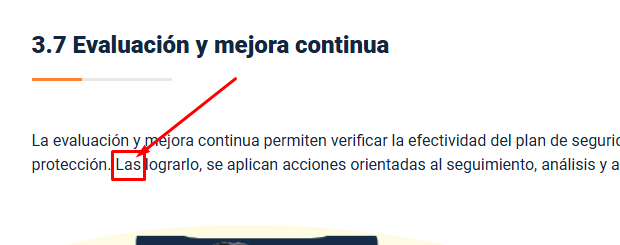 3.7 Evaluación y mejora continua
La evaluación y mejora continua permiten verificar la efectividad del plan de segurid
protección. Las lograrlo, se aplican acciones orientadas al seguimiento, análisis y a